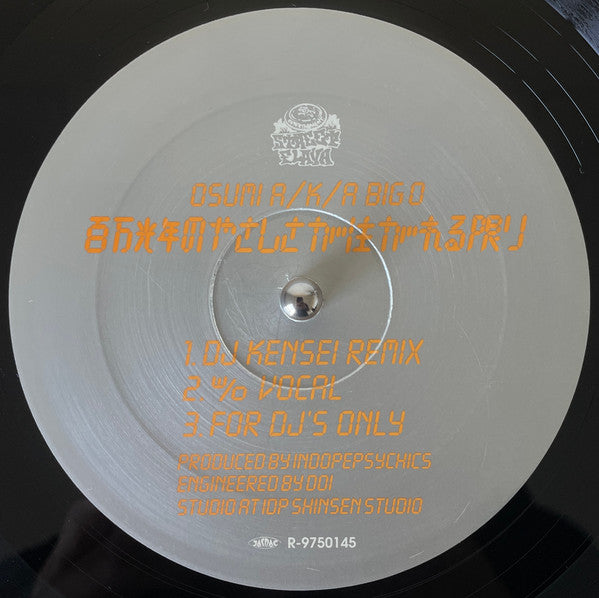 STREET
FLAVA
OSUMI A/K/A BIG O
百万光年のやさしさが注がれる限り
1. DJ KENSEI REMIX
2. w/o VOCAL
3. FOR DJ'S ONLY
PRODUCED BY INDOPEPSYCHICS
ENGINEERED BY DOI
STUDIO AT IDP SHINSEN STUDIO
R-9750145